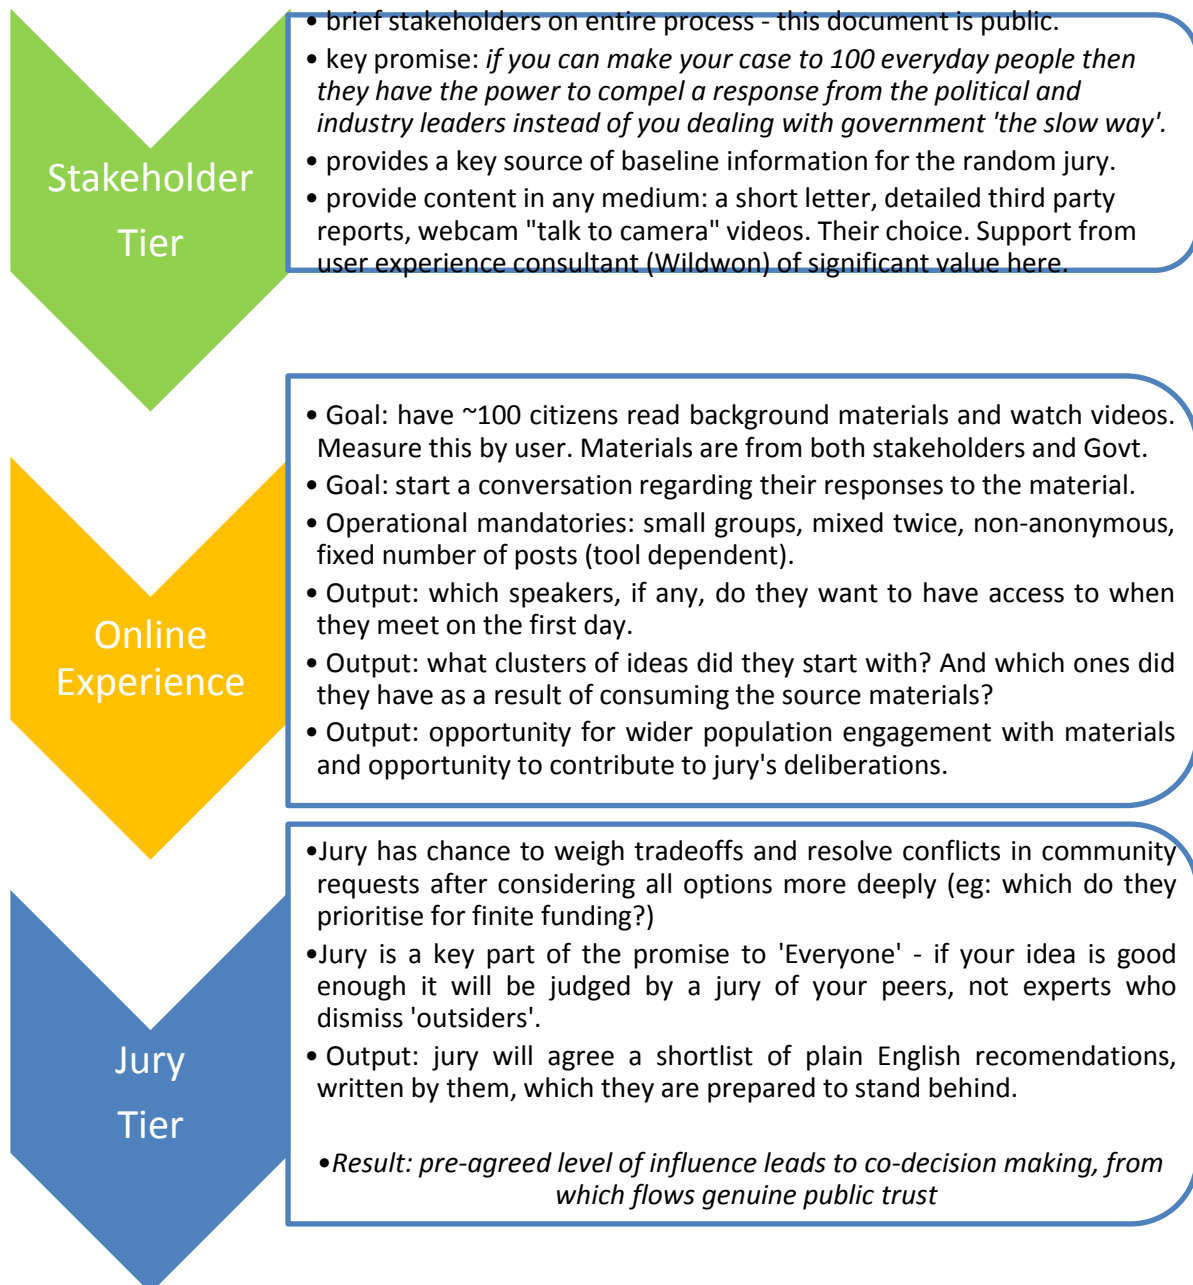 Stakeholder
Tier
• brief stakeholders on entire process - this document is public.
• key promise: if you can make your case to 100 everyday people then
they have the power to compel a response from the political and
industry leaders instead of you dealing with government 'the slow way'.
• provides a key source of baseline information for the random jury.
• provide content in any medium: a short letter, detailed third party
reports, webcam "talk to camera" videos. Their choice. Support from
user experience consultant (Wildwon) of significant value here.
Online
Experience
• Goal: have ~100 citizens read background materials and watch videos.
Measure this by user. Materials are from both stakeholders and Govt.
• Goal: start a conversation regarding their responses to the material.
• Operational mandatories: small groups, mixed twice, non-anonymous,
fixed number of posts (tool dependent).
• Output: which speakers, if any, do they want to have access to when
they meet on the first day.
• Output: what clusters of ideas did they start with? And which ones did
they have as a result of consuming the source materials?
• Output: opportunity for wider population engagement with materials
and opportunity to contribute to jury's deliberations.
Jury
Tier
•Jury has chance to weigh tradeoffs and resolve conflicts in community
requests after considering all options more deeply (eg: which do they
prioritise for finite funding?)
•Jury is a key part of the promise to 'Everyone' - if your idea is good
enough it will be judged by a jury of your peers, not experts who
dismiss 'outsiders'.
• Output: jury will agree a shortlist of plain English recomendations,
written by them, which they are prepared to stand behind.
•Result: pre-agreed level of influence leads to co-decision making, from
which flows genuine public trust